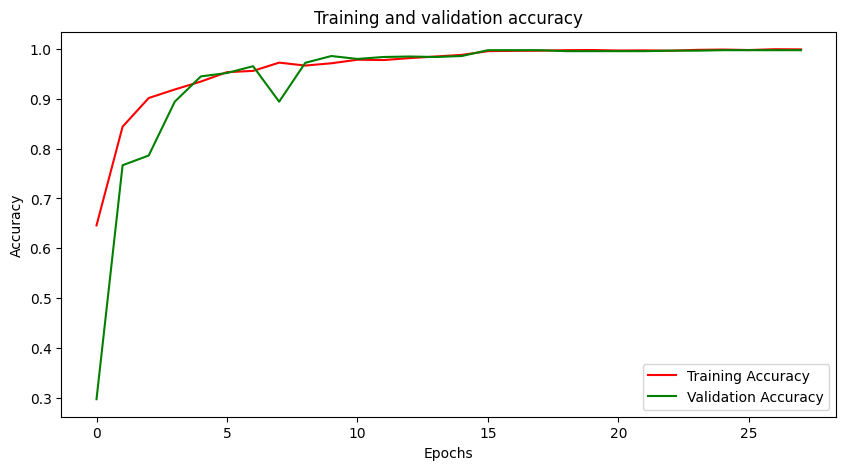 Training and validation accuracy
1.0
0.9
0.8
0.7
0.6
0.5
0.4
0.3
Accuracy
0 5 10 15 20 25
Epochs
Training Accuracy
Validation Accuracy